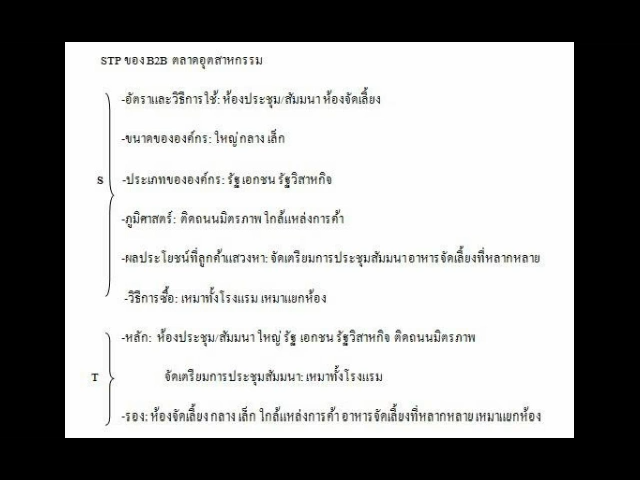 STP ของ B2B ตลาดอุตสาหกรรม
-อัตราและวิธีการใช้: ห้องประชุม/สัมมนา ห้องจัดเลี้ยง
-ขนาดขององค์กร: ใหญ่ กลาง เล็ก
S -ประเภทขององค์กร: รัฐ เอกชน รัฐวิสาหกิจ
-ภูมิศาสตร์: ติดถนนมิตรภาพ ใกล้แหล่งการค้า
-ผลประโยชน์ที่ลูกค้าแสวงหา: จัดเตรียมการประชุมสัมมนา อาหารจัดเลี้ยงที่หลากหลาย
-วิธีการซื้อ: เหมาทั้งโรงแรม เหมาแยกห้อง
-หลัก: ห้องประชุม/สัมมนา ใหญ่ รัฐ เอกชน รัฐวิสาหกิจ ติดถนนมิตรภาพ
T จัดเตรียมการประชุมสัมมนา: เหมาทั้งโรงแรม
-รอง: ห้องจัดเลี้ยง กลาง เล็ก ใกล้แหล่งการค้า อาหารจัดเลี้ยงที่หลากหลาย เหมาแยกห้อง